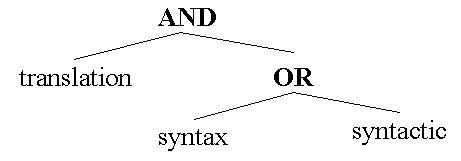 AND
translation
OR
syntax
syntactic